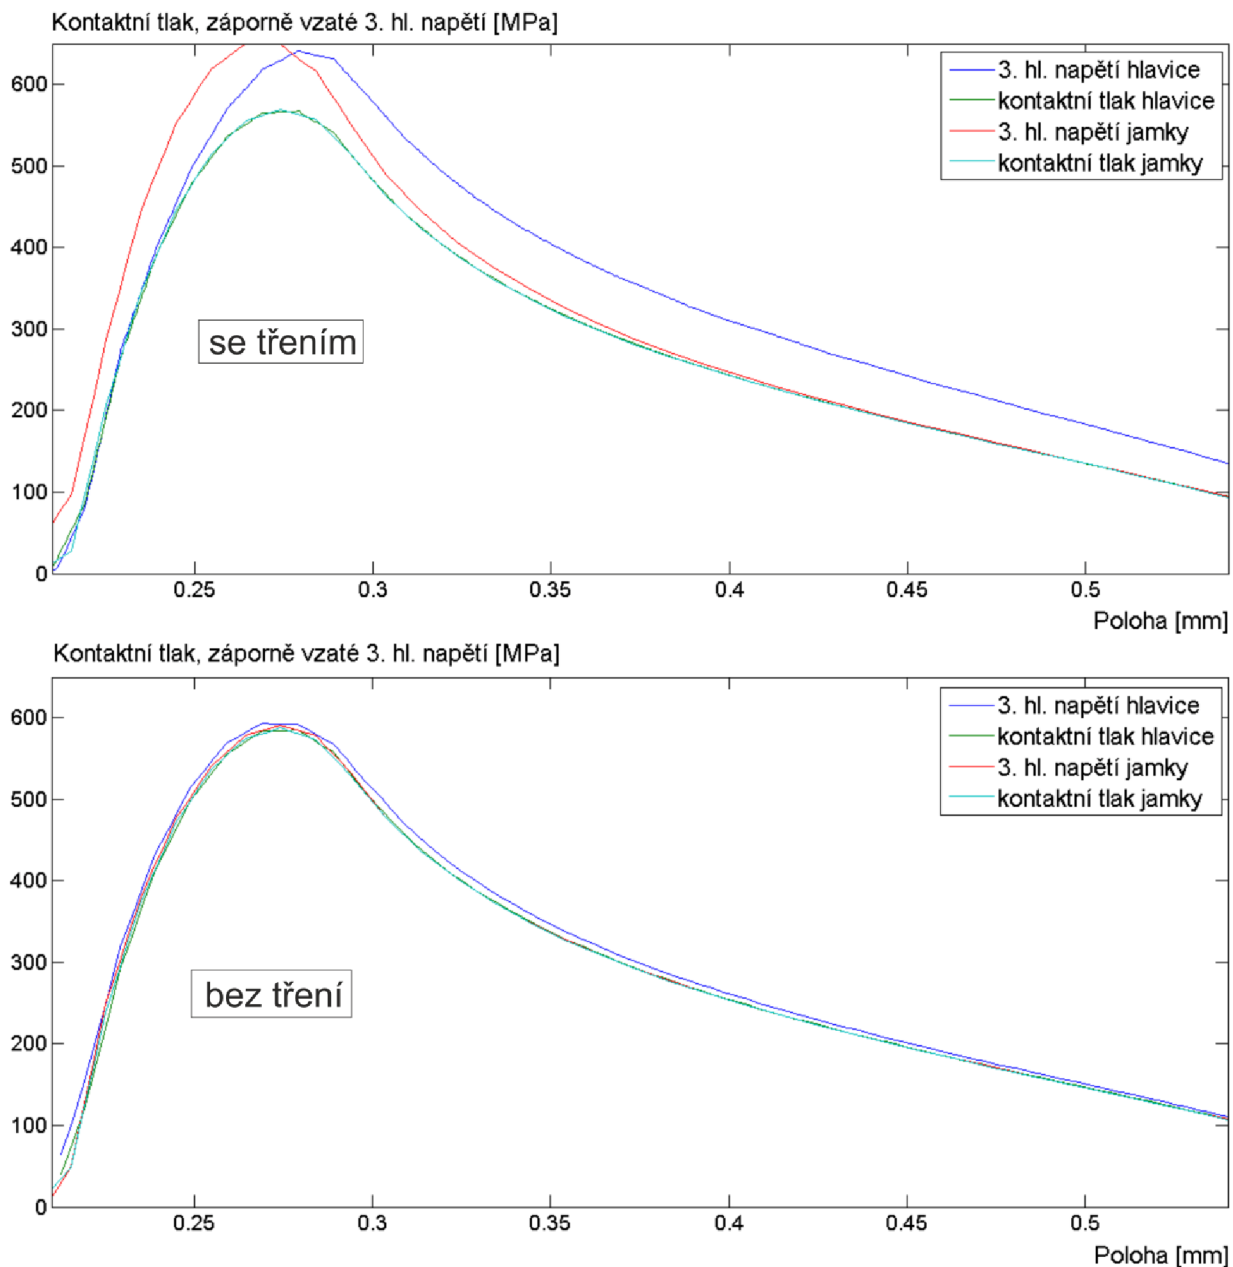 Kontaktní tlak, záporně vzaté 3. hl. napětí [MPa]
600
500
400
300
200
100
0
3. hl. napětí hlavice
kontaktní tlak hlavice
3. hl. napětí jamky
kontaktní tlak jamky
se třením
0.25
0.3
0.35
0.4
0.45
0.5
Poloha [mm]
Kontaktní tlak, záporně vzaté 3. hl. napětí [MPa]
600
500
400
300
200
100
0
3. hl. napětí hlavice
kontaktní tlak hlavice
3. hl. napětí jamky
kontaktní tlak jamky
bez tření
0.25
0.3
0.35
0.4
0.45
0.5
Poloha [mm]